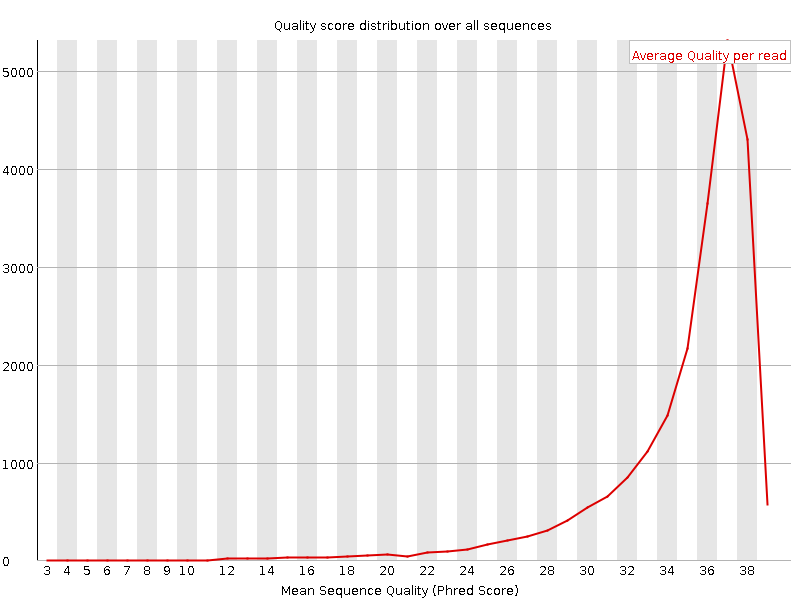 Quality score distribution over all sequences
Average Quality per read
5000
4000
3000
2000
1000
0
3 4 5 6 7 8 9 10 12 14 16 18 20 22 24 26 28 30 32 34 36 38
Mean Sequence Quality (Phred Score)